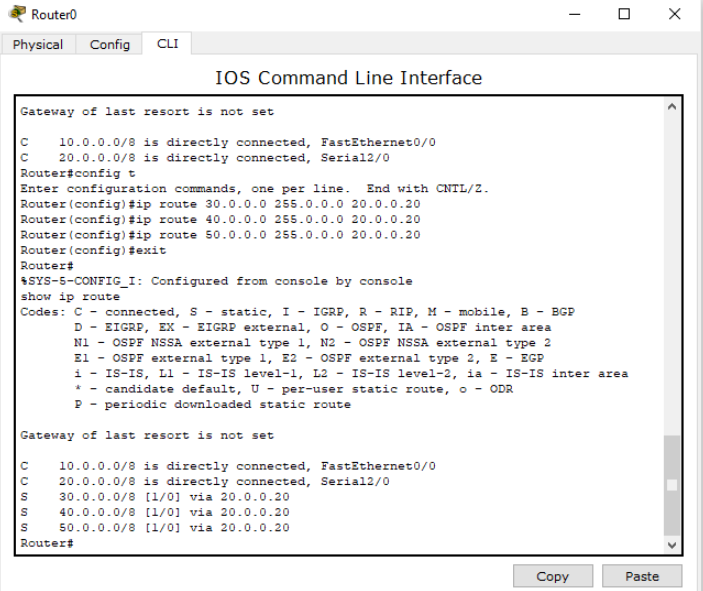 Router0
Physical Config CLI
IOS Command Line Interface
Gateway of last resort is not set
C    10.0.0.0/8 is directly connected, FastEthernet0/0
C    20.0.0.0/8 is directly connected, Serial2/0
Router#config t
Enter configuration commands, one per line.  End with CNTL/Z.
Router(config)#ip route 30.0.0.0 255.0.0.0 20.0.0.20
Router(config)#ip route 40.0.0.0 255.0.0.0 20.0.0.20
Router(config)#ip route 50.0.0.0 255.0.0.0 20.0.0.20
Router(config)#exit
Router#
%SYS-5-CONFIG_I: Configured from console by console
show ip route
Codes: C - connected, S - static, I - IGRP, R - RIP, M - mobile, B - BGP
       D - EIGRP, EX - EIGRP external, O - OSPF, IA - OSPF inter area
       N1 - OSPF NSSA external type 1, N2 - OSPF NSSA external type 2
       E1 - OSPF external type 1, E2 - OSPF external type 2, E - EGP
       i - IS-IS, L1 - IS-IS level-1, L2 - IS-IS level-2, ia - IS-IS inter area
       * - candidate default, U - per-user static route, o - ODR
       P - periodic downloaded static route
Gateway of last resort is not set
C    10.0.0.0/8 is directly connected, FastEthernet0/0
C    20.0.0.0/8 is directly connected, Serial2/0
S    30.0.0.0/8 [1/0] via 20.0.0.20
S    40.0.0.0/8 [1/0] via 20.0.0.20
S    50.0.0.0/8 [1/0] via 20.0.0.20
Router#
Copy Paste